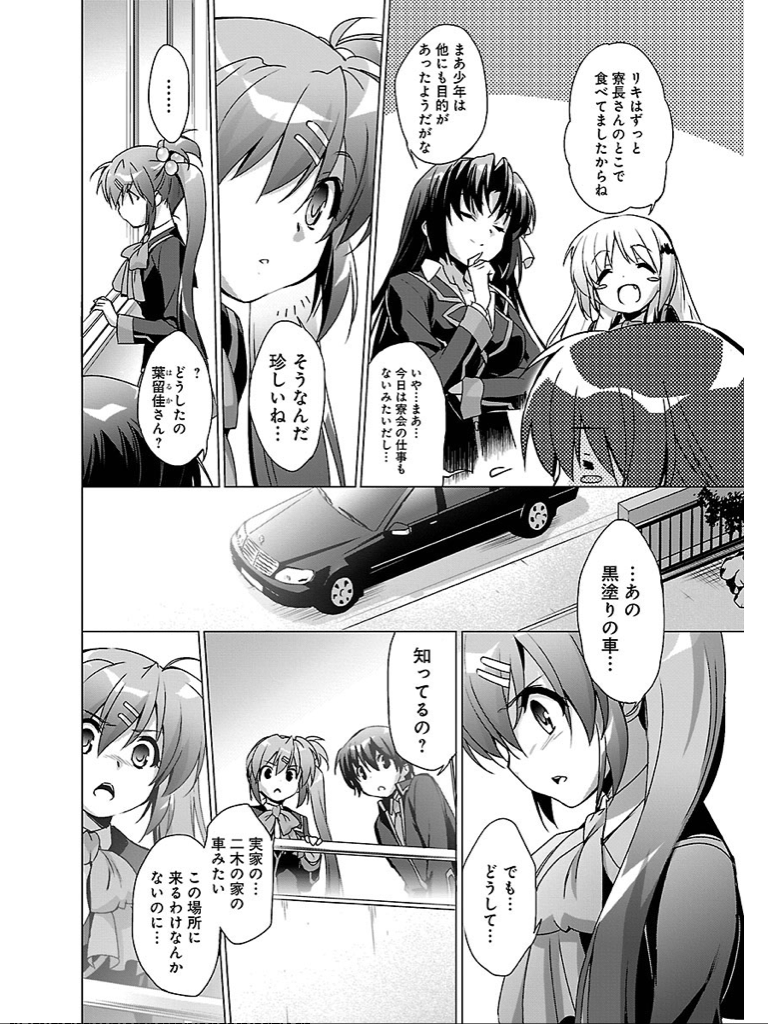 リキはずっと
寮長さんのとこで
食べてましたからね
まあ少年は
他にも目的が
あったようだがな
いや…まあ…
今日は寮会の仕事も
ないみたいだし…
そうなんだ
珍しいね…
……
？
どうしたの
葉留佳さん？
はるか
…あの
黒塗りの車…
でも…
どうして…
知ってるの？
実家の…
二木の家の
車みたい
この場所に
来るわけなんか
ないのに…